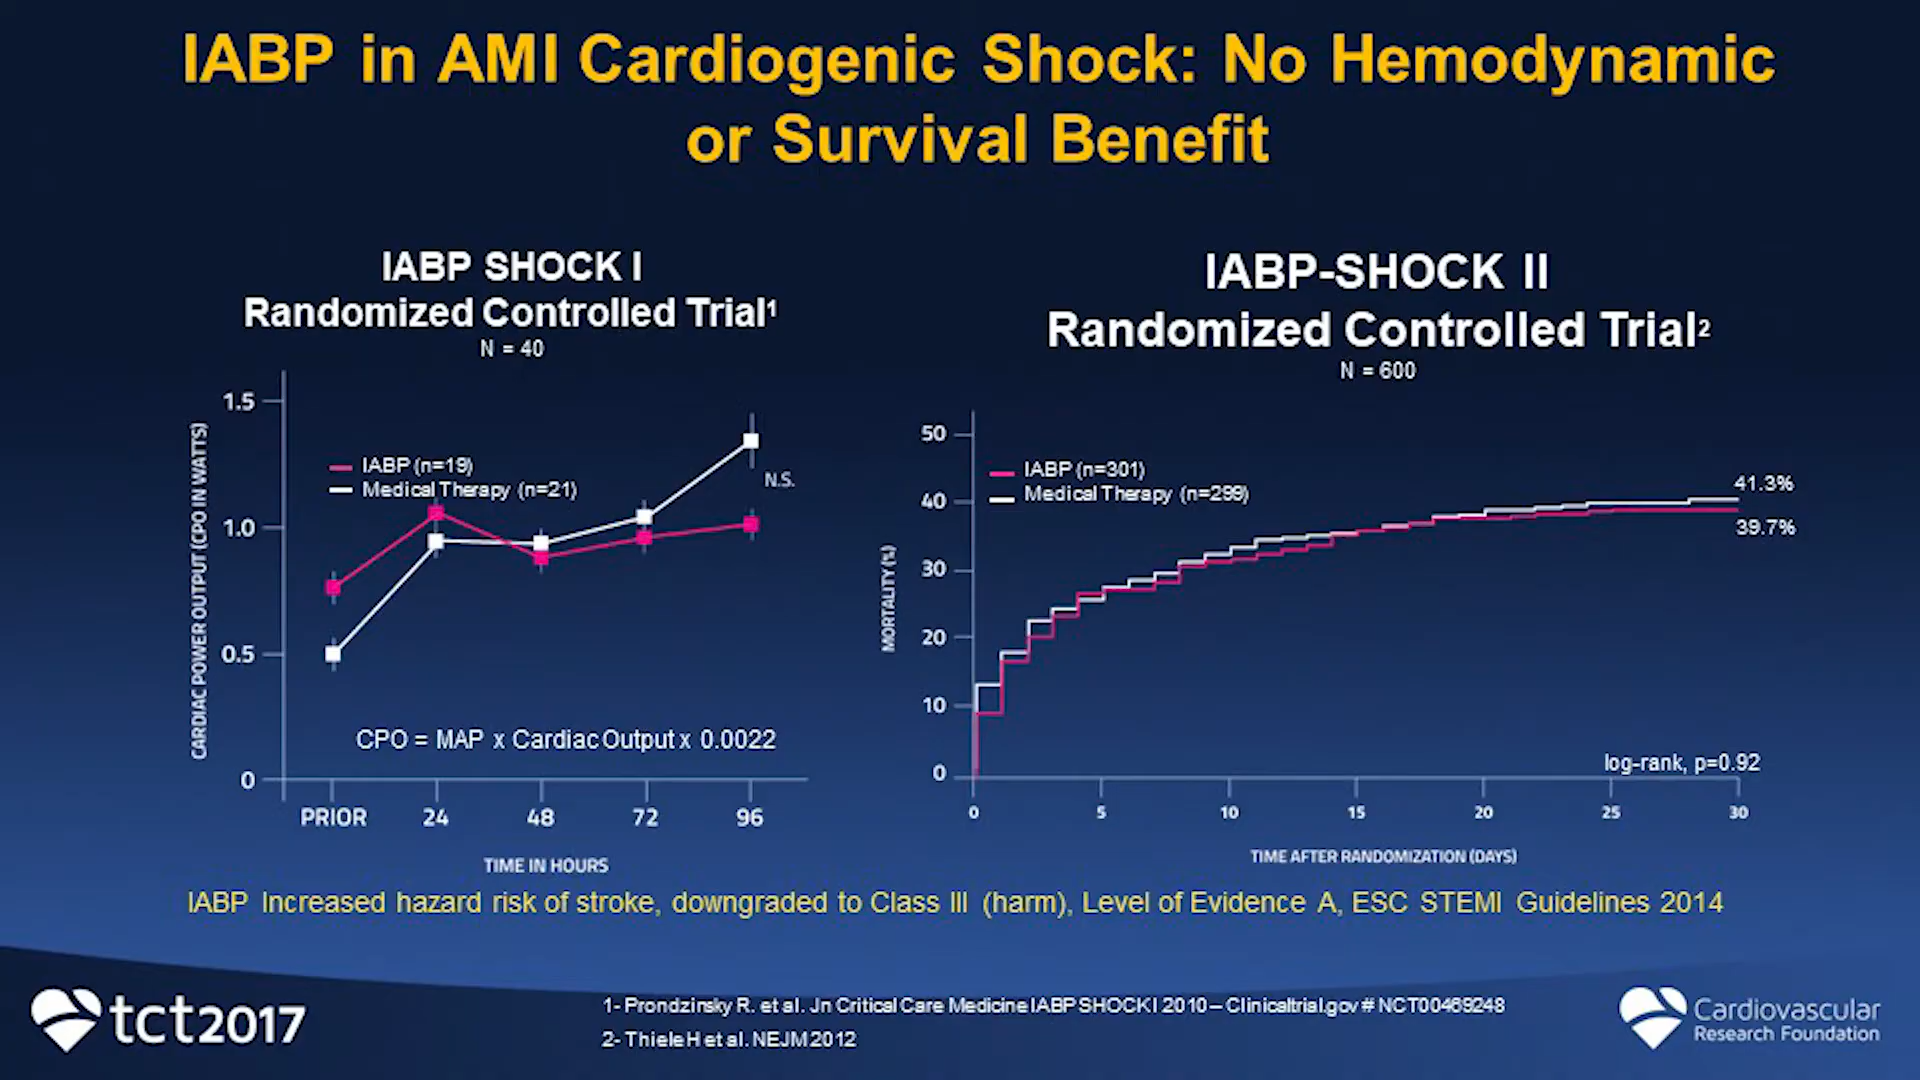 IABP in AMI Cardiogenic Shock: No Hemodynamic
or Survival Benefit
IABP SHOCK I
Randomized Controlled Trial1
N = 40
1.5
1.0
0.5
0
CARDIAC POWER OUTPUT (CPO IN WATTS)
IABP (n=19)
Medical Therapy (n=21)
N.S.
CPO = MAP x Cardiac Output x 0.0022
PRIOR 24 48 72 96
TIME IN HOURS
IABP-SHOCK II
Randomized Controlled Trial2
N = 600
50
40
30
20
10
0
MORTALITY (%)
IABP (n=301)
Medical Therapy (n=299)
41.3%
39.7%
log-rank, p=0.92
0 5 10 15 20 25 30
TIME AFTER RANDOMIZATION (DAYS)
IABP Increased hazard risk of stroke, downgraded to Class III (harm), Level of Evidence A, ESC STEMI Guidelines 2014
tct2017
1- Prondzinsky R. et al. Jn Critical Care Medicine IABP SHOCK I 2010 – Clinicaltrial.gov # NCT00469248
2- Thiele H et al. NEJM 2012
Cardiovascular
Research Foundation